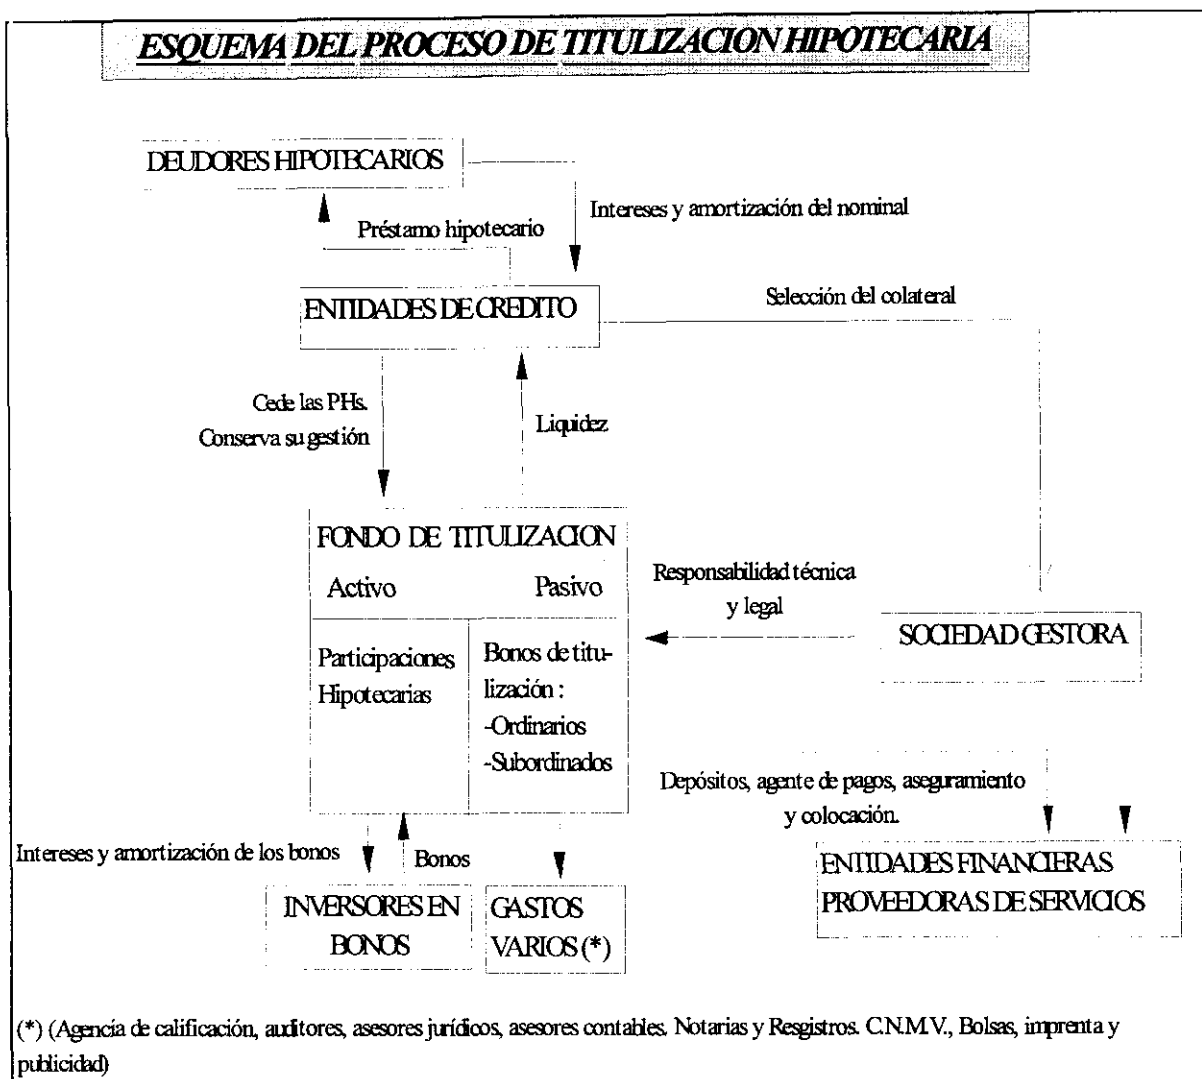 ESQUEMA DEL PROCESO DE TITULIZACION HIPOTECARIA
DEUDORES HIPOTECARIOS
Intereses y amortización del nominal
Préstamo hipotecario
ENTIDADES DE CREDITO
Selección del colateral
Cede las PHs.
Conserva su gestión
Liquidez
FONDO DE TITULIZACION
Activo
Pasivo
Participaciones
Hipotecarias
Bonos de titu-
lización :
-Ordinarios
-Subordinados
Responsabilidad técnica
y legal
SOCIEDAD GESTORA
Depósitos, agente de pagos, aseguramiento
y colocación.
Intereses y amortización de los bonos
Bonos
ENTIDADES FINANCIERAS
PROVEEDORAS DE SERVICIOS
INVERSORES EN
BONOS
GASTOS
VARIOS (*)
(*) (Agencía de calificación, auditores, asesores jurídicos, asesores contables. Notarias y Resgistros. C.N.M.V., Bolsas, imprenta y
publicidad)